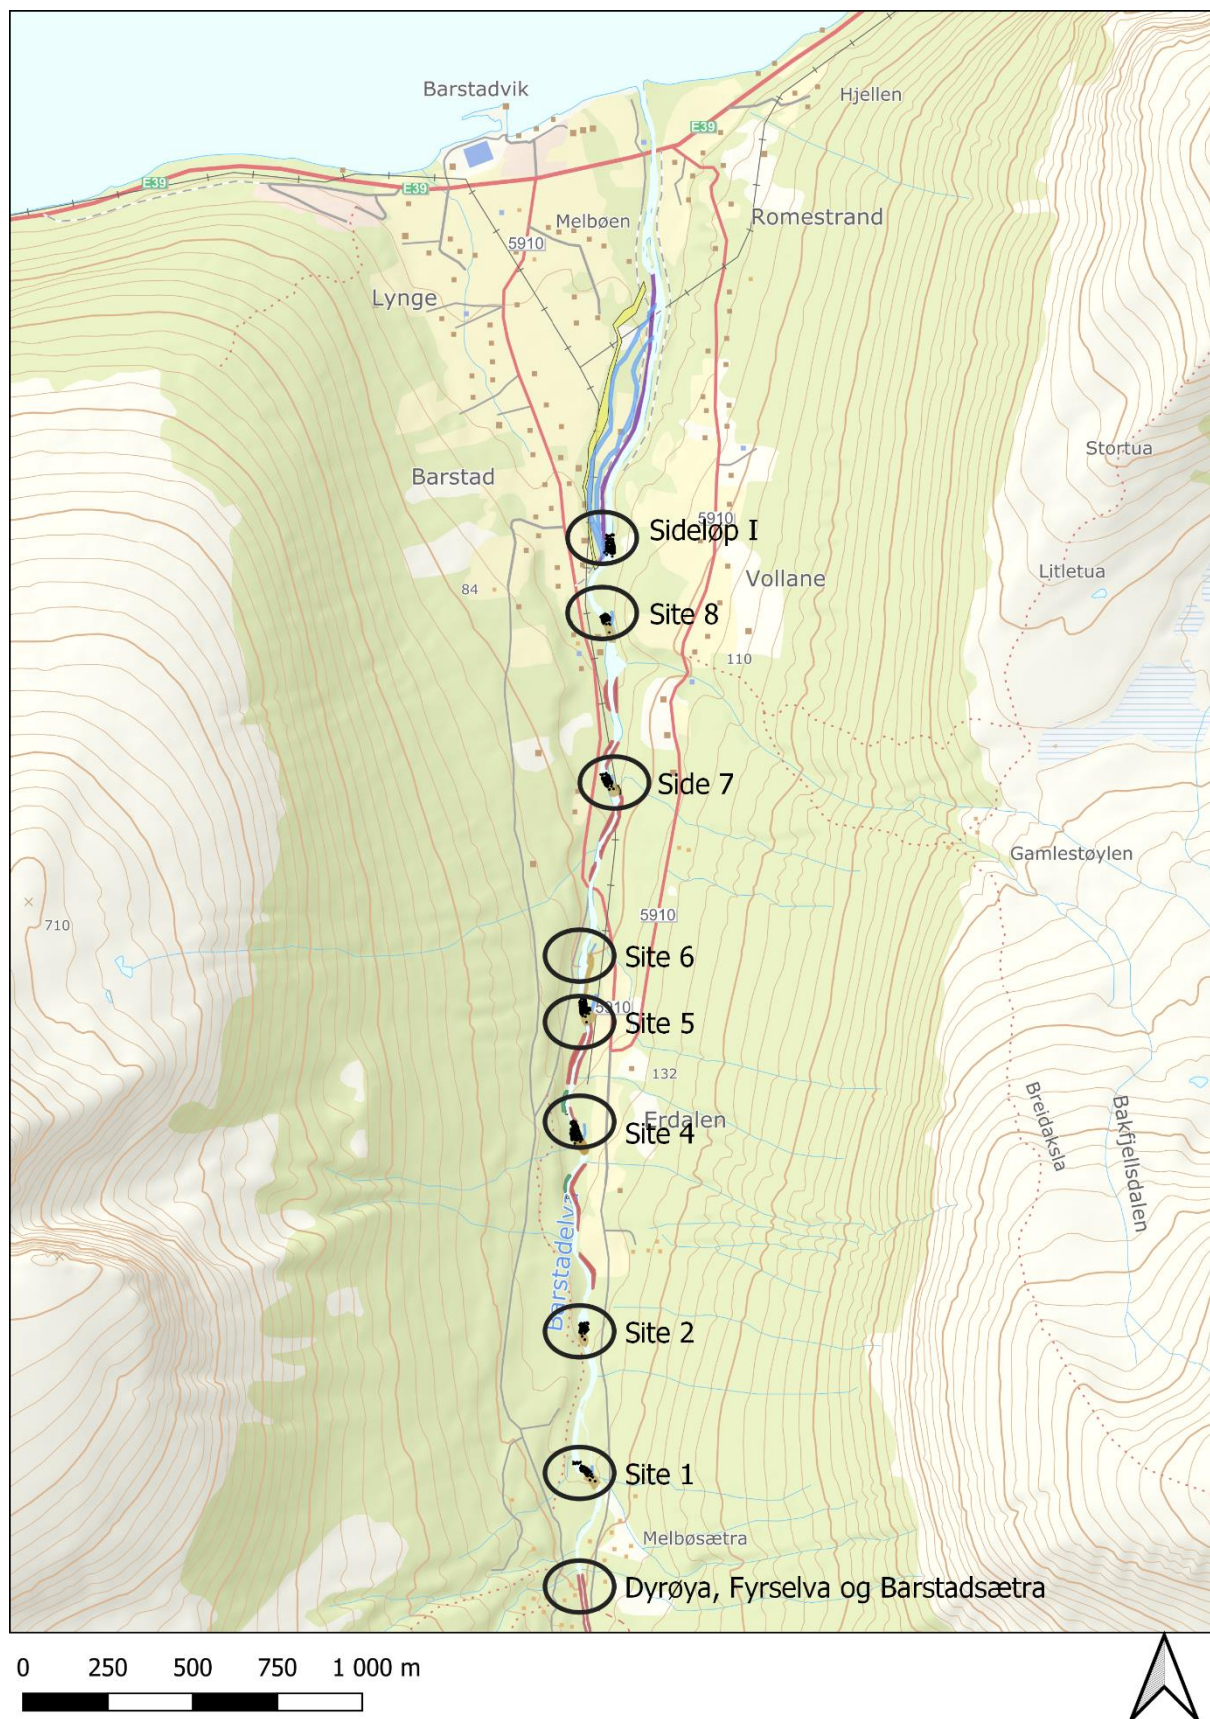 Barstadvik
Hjellen
E39
E39
E39
Melbøen
Romestrand
5910
Lynge
Stortua
Barstad
5910
Sideløp I
Litletua
Vollane
84
Site 8
110
Side 7
Gamlestøylen
710
5910
Site 6
5910
Site 5
132
Erdalen
Site 4
Breidaksla
Bakfjellsdalen
Barstadelva
Site 2
Site 1
Melbøsætra
Dyrøya, Fyrselva og Barstadsætra
0 250 500 750 1 000 m